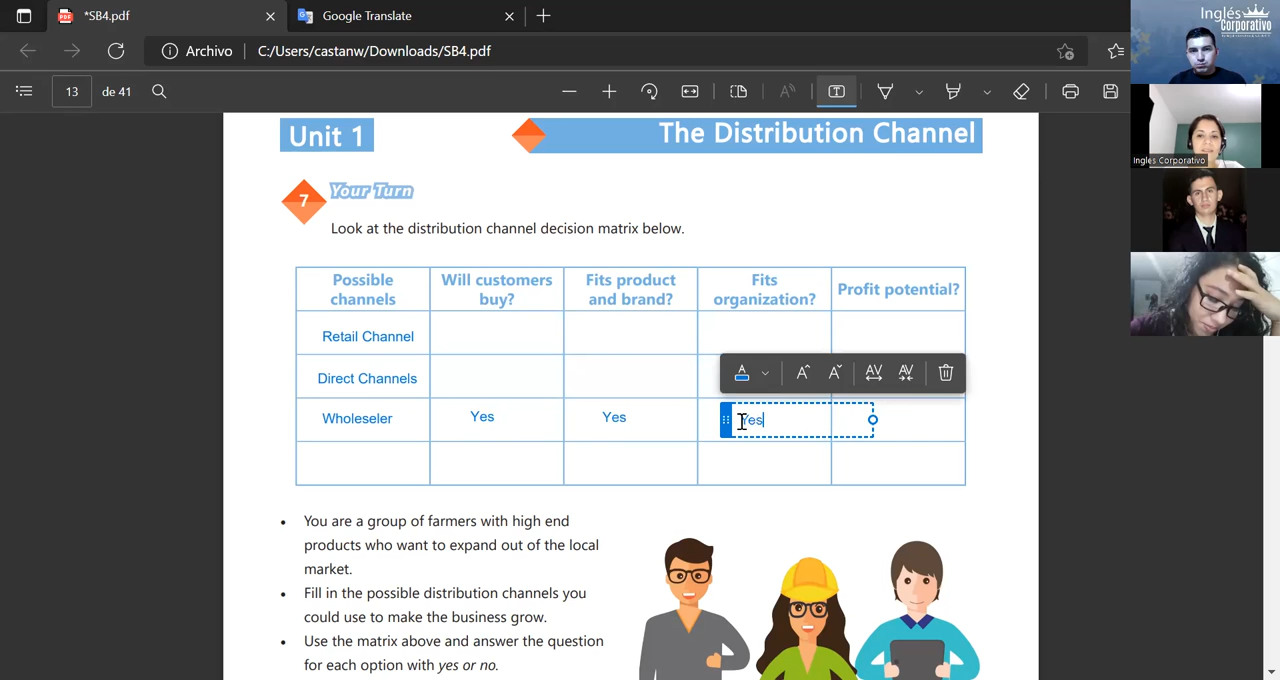 *SB4.pdf
Google Translate
Archivo
C:/Users/castanw/Downloads/SB4.pdf
13
de 41
Inglés
Corporativo
Inglés Corporativo
Unit 1
The Distribution Channel
7
Your Turn
Look at the distribution channel decision matrix below.
Possible channels
Will customers buy?
Fits product and brand?
Fits organization?
Profit potential?
Retail Channel
Direct Channels
Wholeseler
Yes
Yes
Yes
• You are a group of farmers with high end
products who want to expand out of the local
market.
• Fill in the possible distribution channels you
could use to make the business grow.
• Use the matrix above and answer the question
for each option with yes or no.